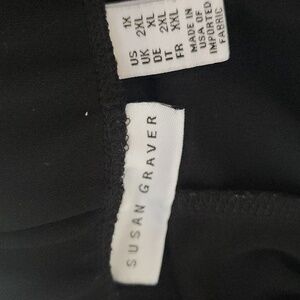 US 1X
UK 2XL
DE XL
IT 2XL
FR XXL
MADE IN
USA OF
IMPORTED
FABRIC
SUSAN GRAVER